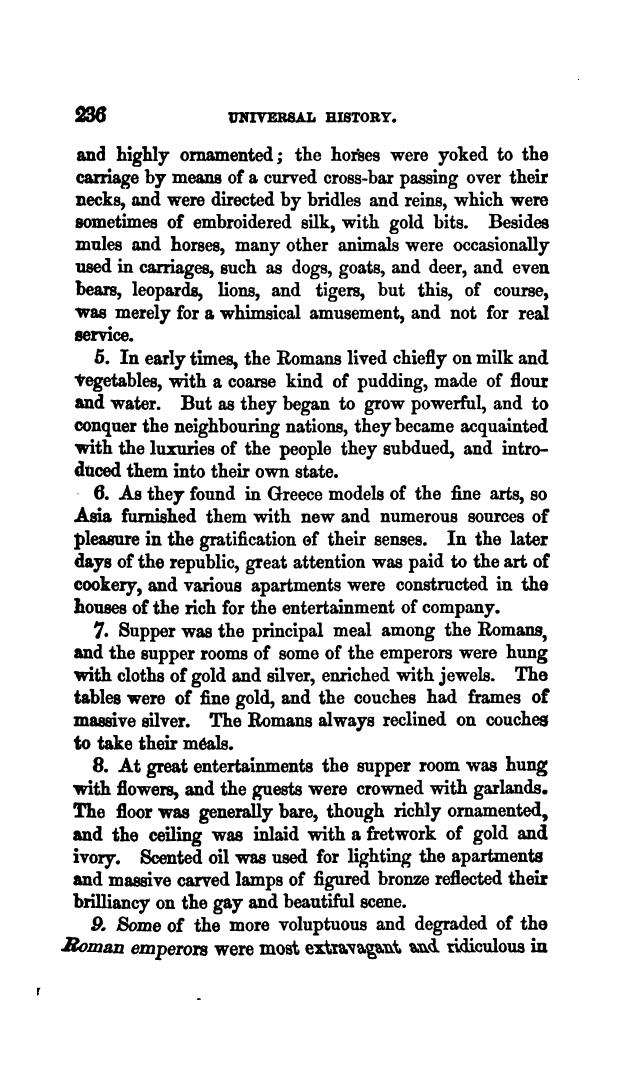 236 UNIVERSAL HISTORY.
and highly ornamented; the horses were yoked to the
carriage by means of a curved cross-bar passing over their
necks, and were directed by bridles and reins, which were
sometimes of embroidered silk, with gold bits. Besides
mules and horses, many other animals were occasionally
used in carriages, such as dogs, goats, and deer, and even
bears, leopards, lions, and tigers, but this, of course,
was merely for a whimsical amusement, and not for real
service.
5. In early times, the Romans lived chiefly on milk and
vegetables, with a coarse kind of pudding, made of flour
and water. But as they began to grow powerful, and to
conquer the neighbouring nations, they became acquainted
with the luxuries of the people they subdued, and intro-
duced them into their own state.
6. As they found in Greece models of the fine arts, so
Asia furnished them with new and numerous sources of
pleasure in the gratification of their senses. In the later
days of the republic, great attention was paid to the art of
cookery, and various apartments were constructed in the
houses of the rich for the entertainment of company.
7. Supper was the principal meal among the Romans,
and the supper rooms of some of the emperors were hung
with cloths of gold and silver, enriched with jewels. The
tables were of fine gold, and the couches had frames of
massive silver. The Romans always reclined on couches
to take their meals.
8. At great entertainments the supper room was hung
with flowers, and the guests were crowned with garlands.
The floor was generally bare, though richly ornamented,
and the ceiling was inlaid with a fretwork of gold and
ivory. Scented oil was used for lighting the apartments
and massive carved lamps of figured bronze reflected their
brilliancy on the gay and beautiful scene.
9. Some of the more voluptuous and degraded of the
Roman emperors were most extravagant and ridiculous in